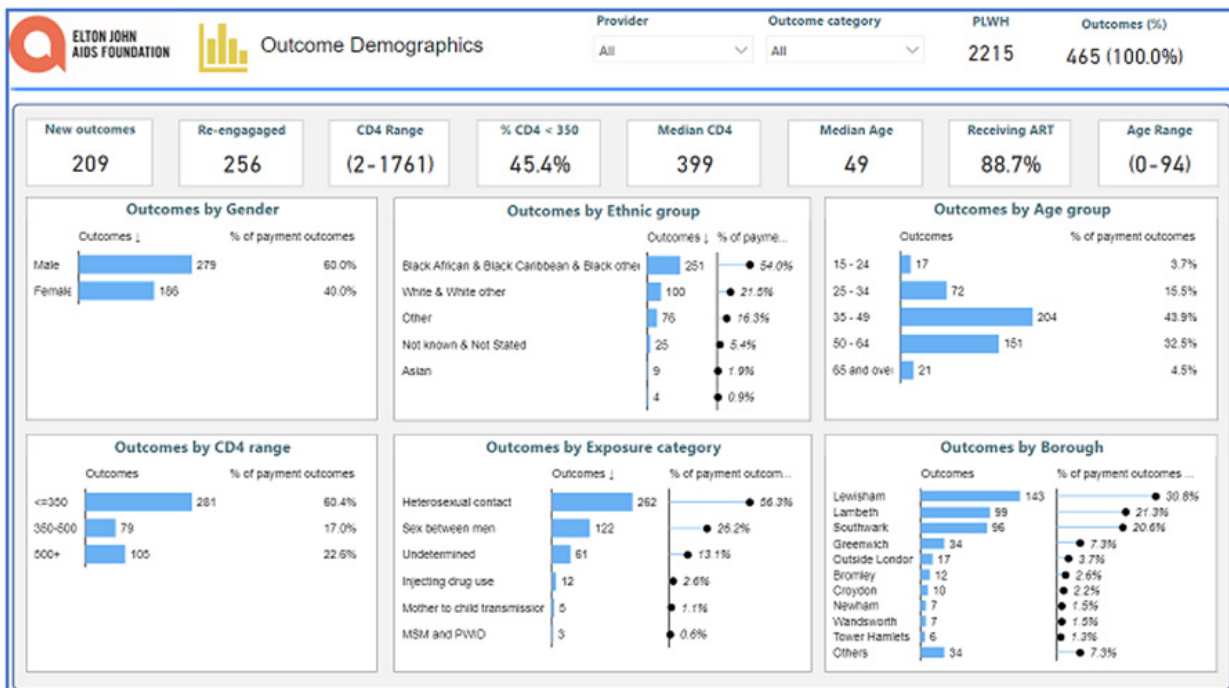 ELTON JOHN
AIDS FOUNDATION
Outcome Demographics
Provider
All
Outcome category
All
PLWH
2215
Outcomes (%)
465 (100.0%)
New outcomes
209
Re-engagaged
256
CD4 Range
(2-1761)
% CD4 < 350
45.4%
Median CD4
399
Median Age
49
Receiving ART
88.7%
Age Range
(0-94)
Outcomes by Gender
Outcomes ↓ % of payment outcomes
Male 279 60.0%
Female 186 40.0%
Outcomes by Ethnic group
Outcomes ↓ % of payme...
Black African & Black Caribbean & Black other 251 54.0%
White & White other 100 21.5%
Other 76 16.3%
Not known & Not Stated 25 5.4%
Asian 9 1.9%
4 0.9%
Outcomes by Age group
Outcomes % of payment outcomes
15 - 24 17 3.7%
25 - 34 72 15.5%
35 - 49 204 43.9%
50 - 64 151 32.5%
65 and over 21 4.5%
Outcomes by CD4 range
Outcomes % of payment outcomes
<=350 281 60.4%
350-500 79 17.0%
500+ 105 22.6%
Outcomes by Exposure category
Outcomes ↓ % of payment outcom...
Heterosexual contact 262 56.3%
Sex between men 122 26.2%
Undetermined 61 13.1%
Injecting drug use 12 2.6%
Mother to child transmission 5 1.1%
MSM and PWID 3 0.6%
Outcomes by Borough
Outcomes % of payment outcomes ...
Lewisham 143 30.8%
Lambeth 99 21.3%
Southwark 96 20.6%
Greenwich 34 7.3%
Outside London 17 3.7%
Bromley 12 2.6%
Croydon 10 2.2%
Newham 7 1.5%
Wandsworth 7 1.5%
Tower Hamlets 6 1.3%
Others 34 7.3%